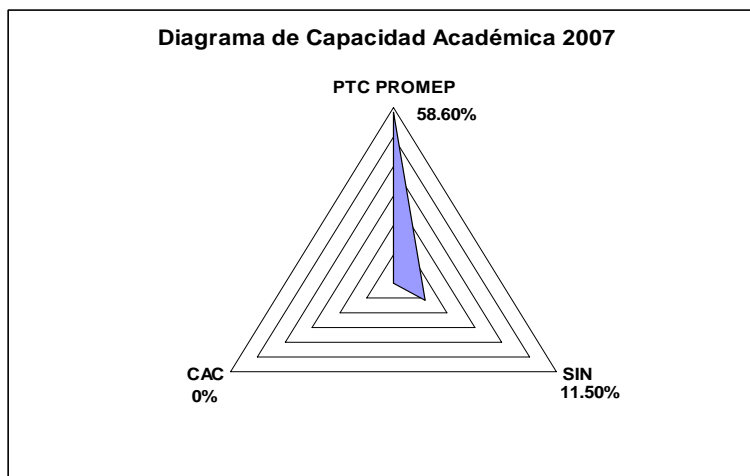 Diagrama de Capacidad Académica 2007
PTC PROMEP
58.60%
CAC
0%
SIN
11.50%